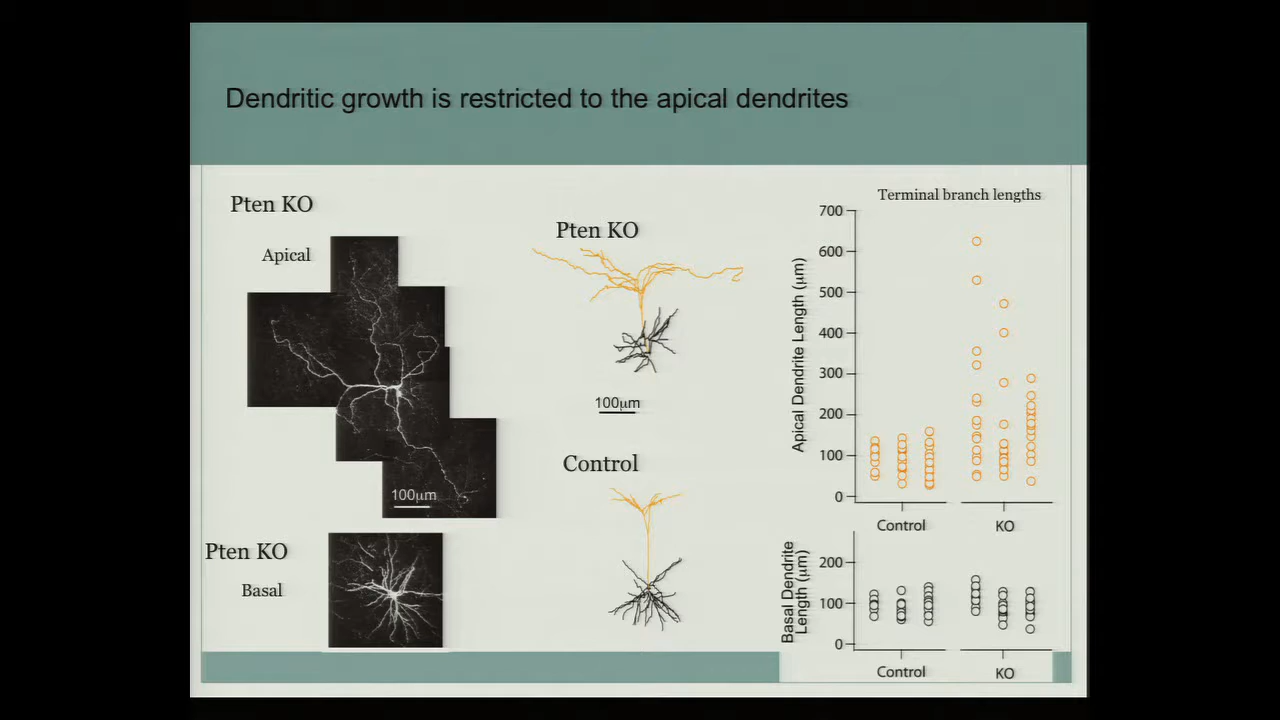 Dendritic growth is restricted to the apical dendrites
Pten KO
Apical
100μm
Pten KO
Basal
Pten KO
100μm
Control
Terminal branch lengths
Apical Dendrite Length (μm)
700
600
500
400
300
200
100
0
Control
KO
Basal Dendrite
Length (μm)
200
100
0
Control
KO